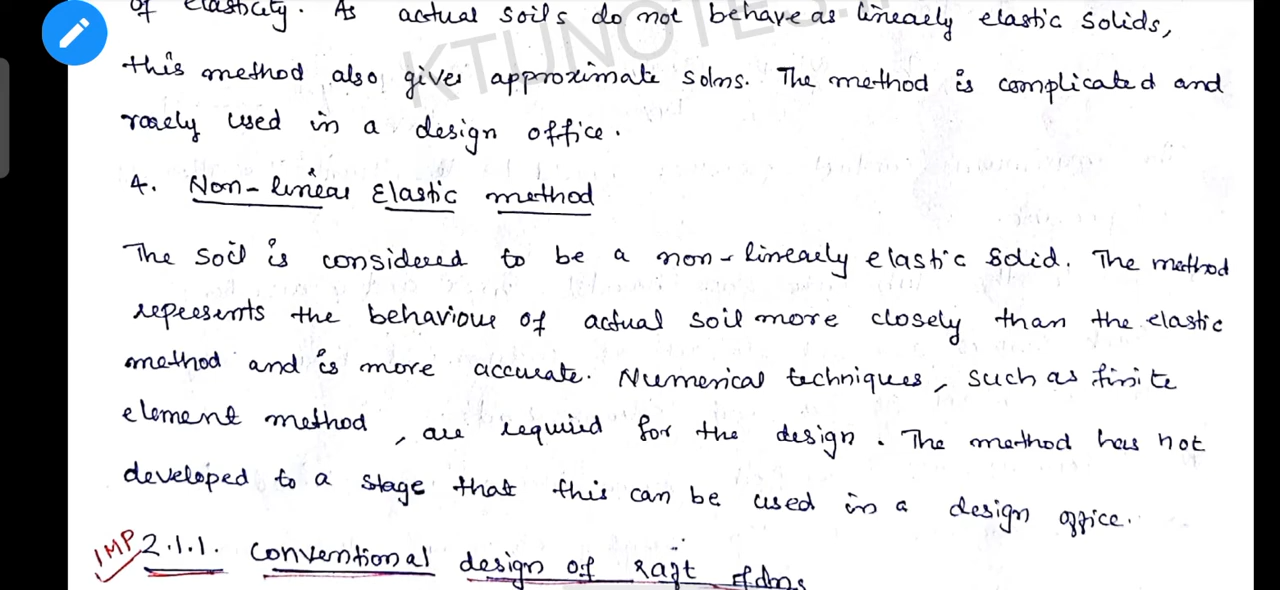 of elasticity. As actual soils do not behave as linearly elastic solids,
this method also gives approximate solns. The method is complicated and
rarely used in a design office.
4. Non-linear Elastic method
The soil is considered to be a non-linearly elastic solid. The method
represents the behaviour of actual soil more closely than the elastic
method and is more accurate. Numerical techniques, such as finite
element method, are required for the design. The method has not
developed to a stage that this can be used in a design office.
IMP 2.1.1. conventional design of raft fdns
KTUNOTES.